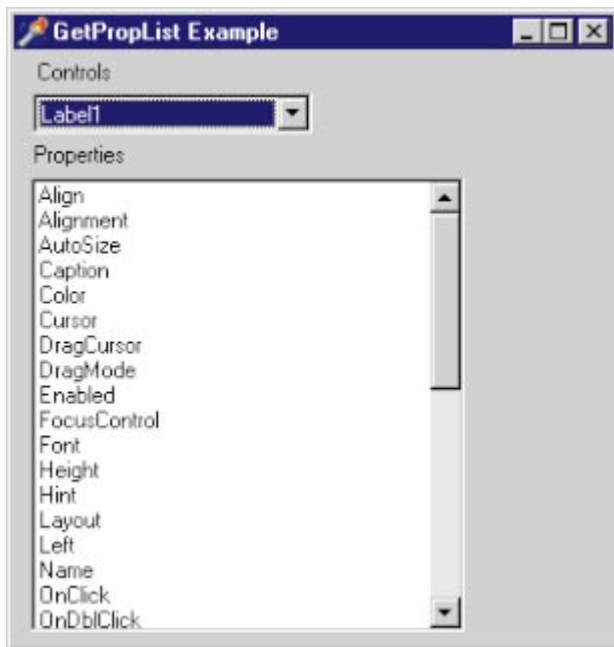 GetPropList Example
Controls
Label1
Properties
Align
Alignment
AutoSize
Caption
Color
Cursor
DragCursor
DragMode
Enabled
FocusControl
Font
Height
Hint
Layout
Left
Name
OnClick
OnDblClick